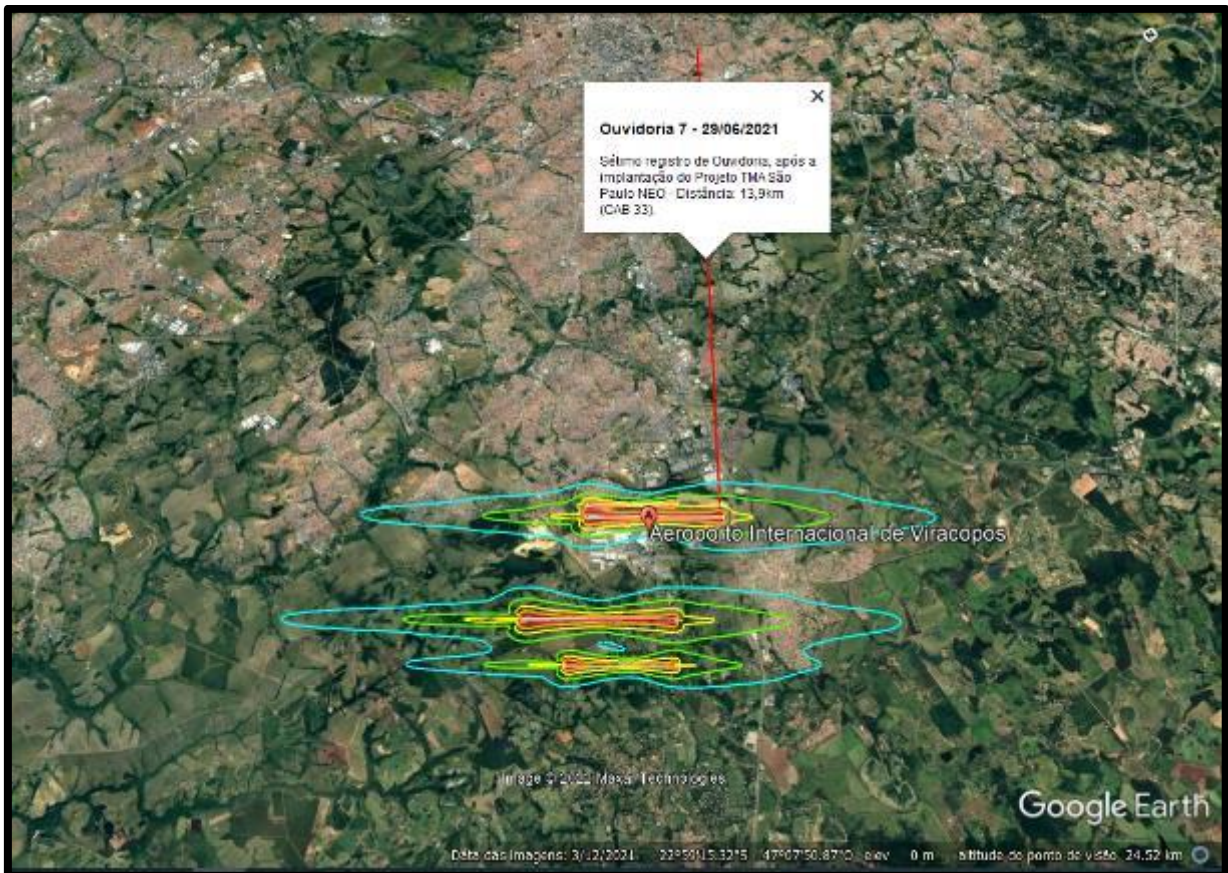 Ouvidoria 7 - 29/06/2021
Sétimo registro de Ouvidoria, após a
implantação do Projeto TMA São
Paulo NEO - Distância: 13,9km
(CAB 33).
Aeroporto Internacional de Viracopos
Image © 2022 Maxar Technologies
Google Earth
Data das imagens: 3/12/2021 22°59'15.32"S 47°07'50.87"O elev 0 m altitude do ponto de visão 24.52 km